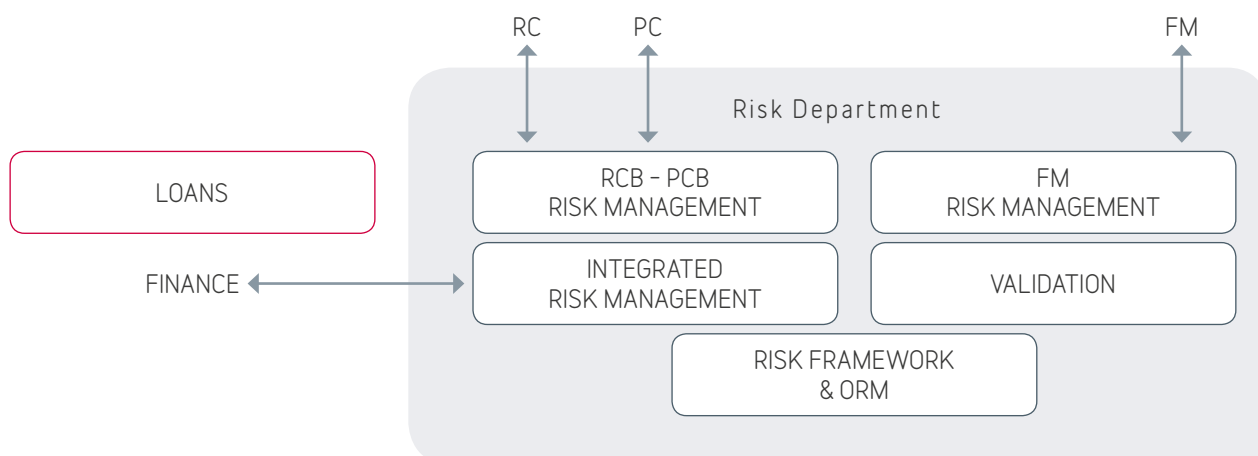 RC PC FM
Risk Department
LOANS
RCB – PCB
RISK MANAGEMENT
FM
RISK MANAGEMENT
FINANCE
INTEGRATED
RISK MANAGEMENT
VALIDATION
RISK FRAMEWORK
& ORM